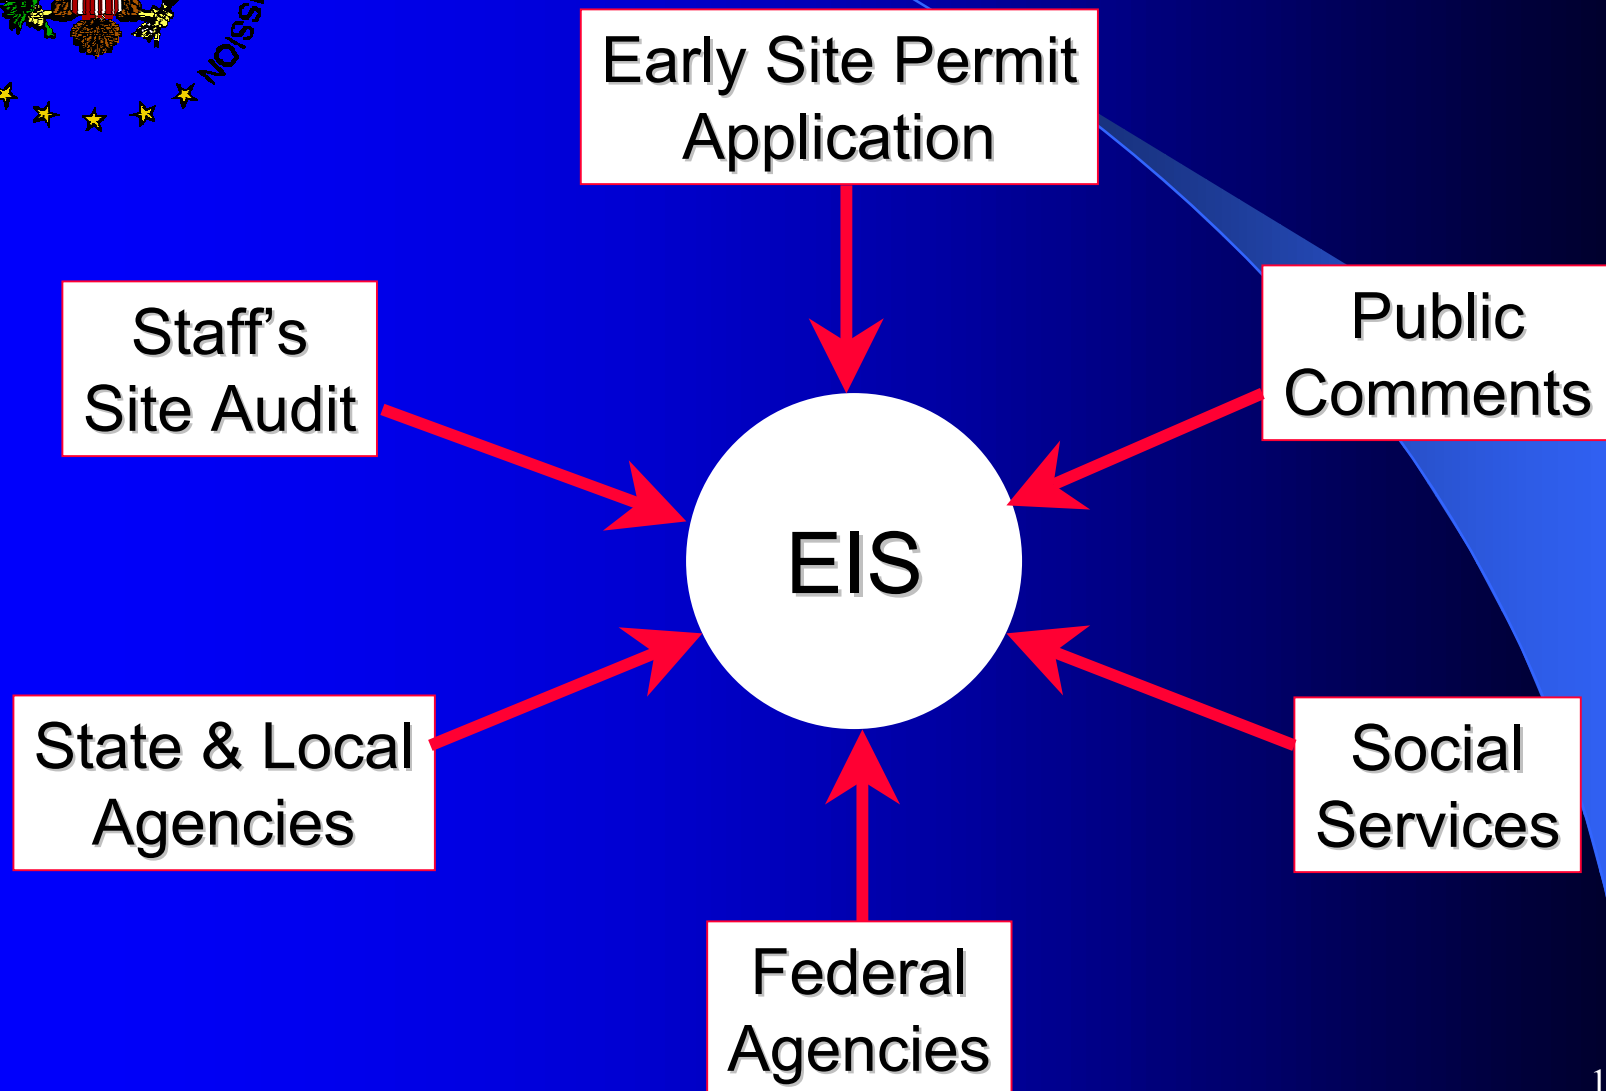 Early Site Permit
Application
Staff's
Site Audit
Public
Comments
EIS
State & Local
Agencies
Social
Services
Federal
Agencies